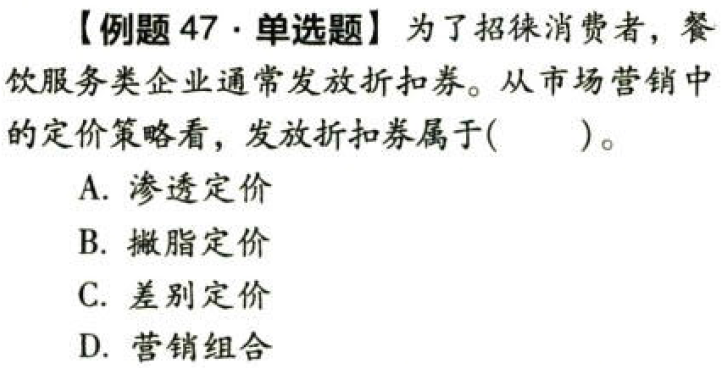 【例题 47·单选题】 为了招徕消费者，餐
饮服务类企业通常发放折扣券。从市场营销中
的定价策略看，发放折扣券属于(　　)。
A. 渗透定价
B. 撇脂定价
C. 差别定价
D. 营销组合